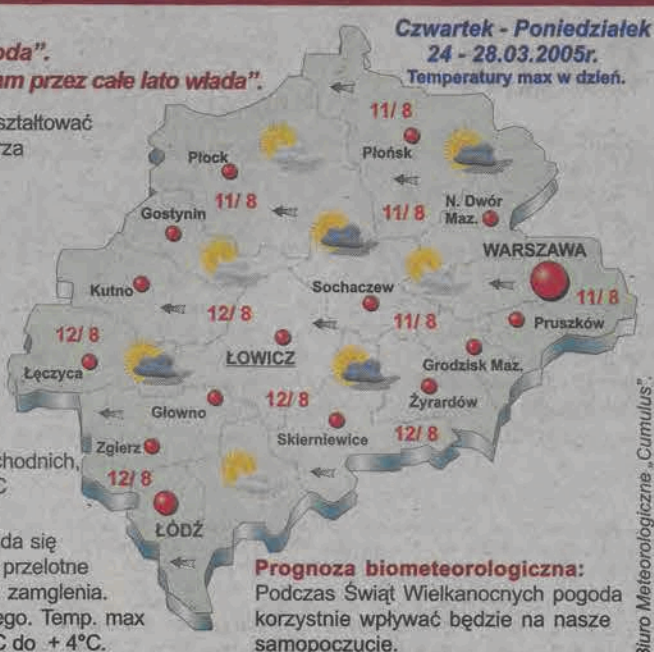 oda”.
am przez całe lato włada”.
Czwartek - Poniedziałek
24 - 28.03.2005r.
Temperatury max w dzień.
ształtować
rza
11/ 8
Płońsk
Płock
11/ 8
Gostynin
11/ 8
N. Dwór
Maz.
WARSZAWA
11/ 8
Kutno
12/ 8
Sochaczew
11/ 8
Pruszków
12/ 8
Łęczyca
ŁOWICZ
Grodzisk Maz.
Głowno
12/ 8
Żyrardów
Skierniewice
12/ 8
Zgierz
12/ 8
ŁÓDŹ
chodnich,
C
da się
przelotne
zamglenia.
ego. Temp. max
C do + 4°C.
Prognoza biometeorologiczna:
Podczas Świąt Wielkanocnych pogoda
korzystnie wpływać będzie na nasze
samopoczucie.
Biuro Meteorologiczne „Cumulus”.